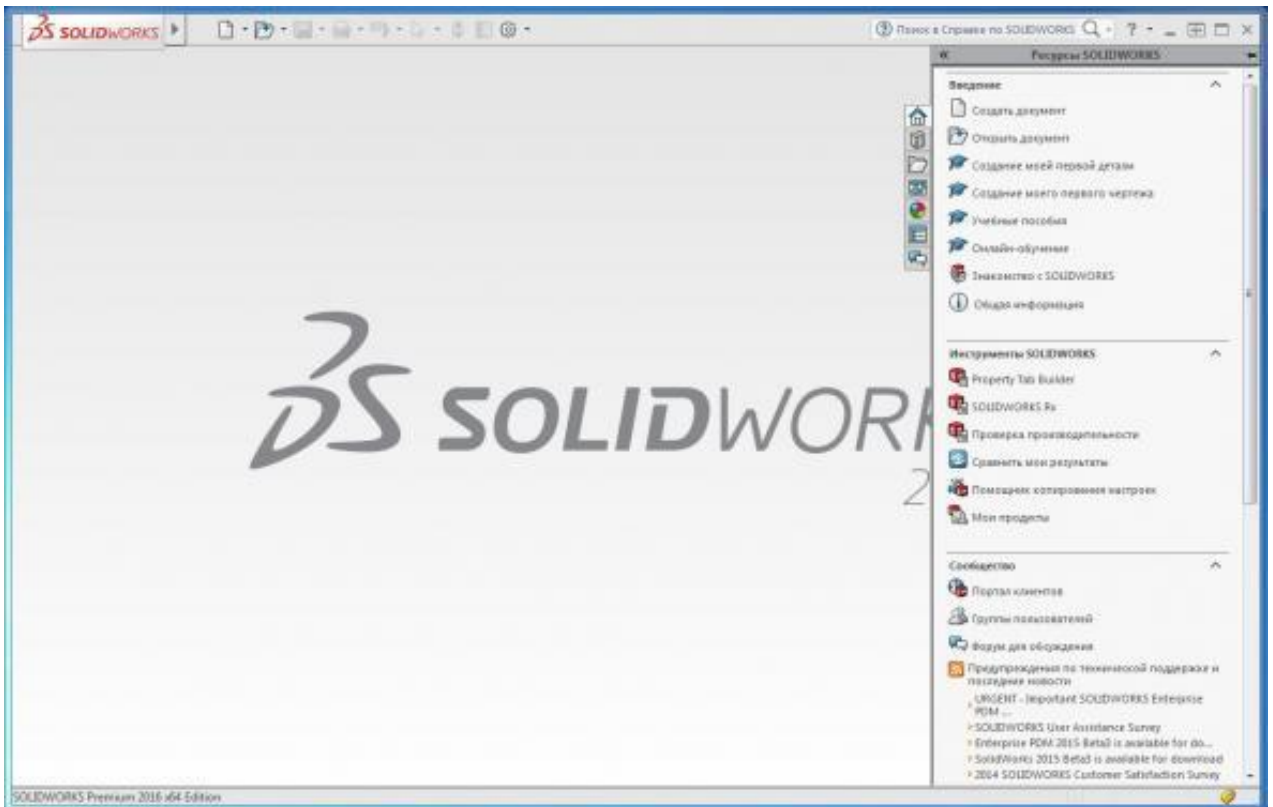 SOLIDWORKS
Поиск в Справке по SOLIDWORKS
?
Ресурсы SOLIDWORKS
Введение
Создать документ
Открыть документ
Создание моей первой детали
Создание моего первого чертежа
Учебные пособия
Онлайн-обучение
Знакомство с SOLIDWORKS
Общая информация
SOLIDWORK
2
Инструменты SOLIDWORKS
Property Tab Builder
SOLIDWORKS Rx
Проверка производительности
Сравнить мои результаты
Помощник копирования настроек
Мои продукты
Сообщество
Портал клиентов
Группы пользователей
Форум для обсуждения
Предупреждения по технической поддержке и
последние новости
URGENT - Important SOLIDWORKS Enterprise
PDM ...
SOLIDWORKS User Assistance Survey
Enterprise PDM 2015 Beta3 is available for do...
SolidWorks 2015 Beta3 is available for download
2014 SOLIDWORKS Customer Satisfaction Survey
SOLIDWORKS Premium 2016 x64 Edition